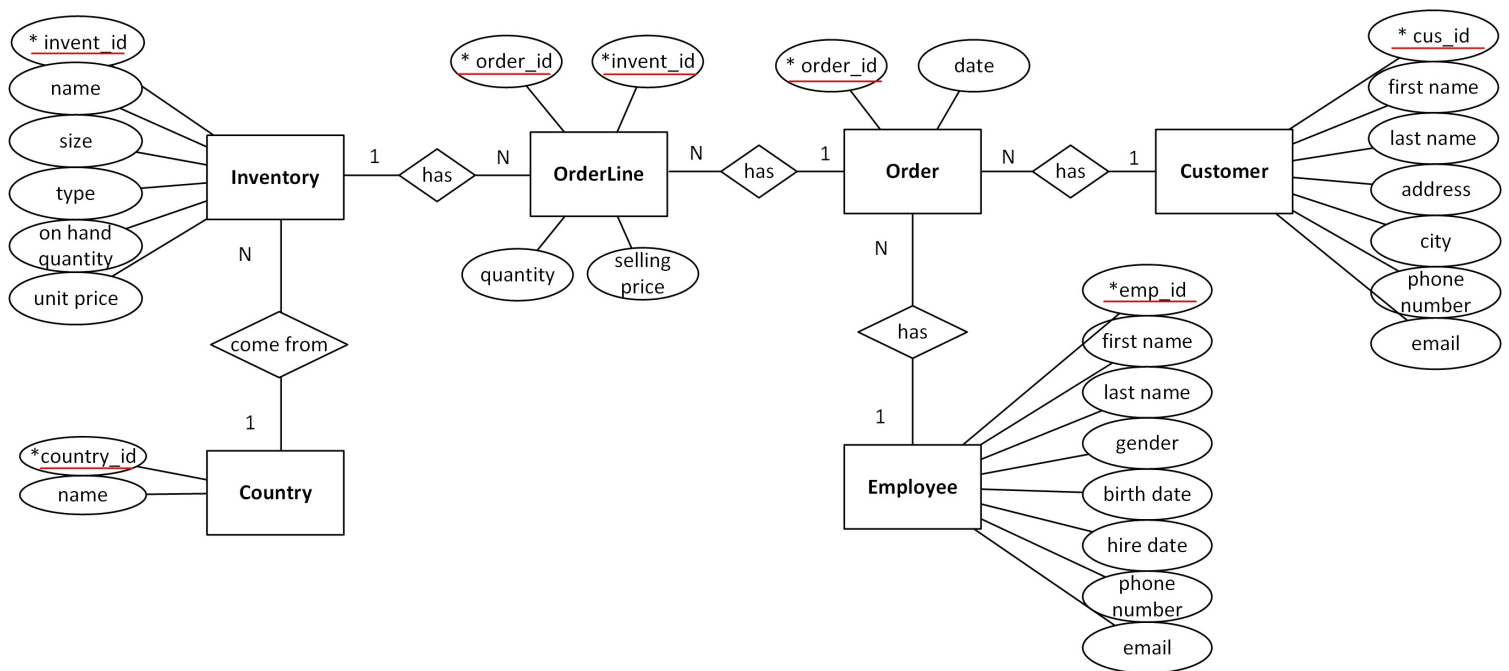 * invent_id
name
size
type
on hand
quantity
unit price
Inventory
1
has
N
* order_id
*invent_id
OrderLine
quantity
selling
price
N
has
1
* order_id
date
Order
N
has
1
Customer
* cus_id
first name
last name
address
city
phone
number
email
N
come from
1
*country_id
name
Country
N
has
1
Employee
*emp_id
first name
last name
gender
birth date
hire date
phone
number
email